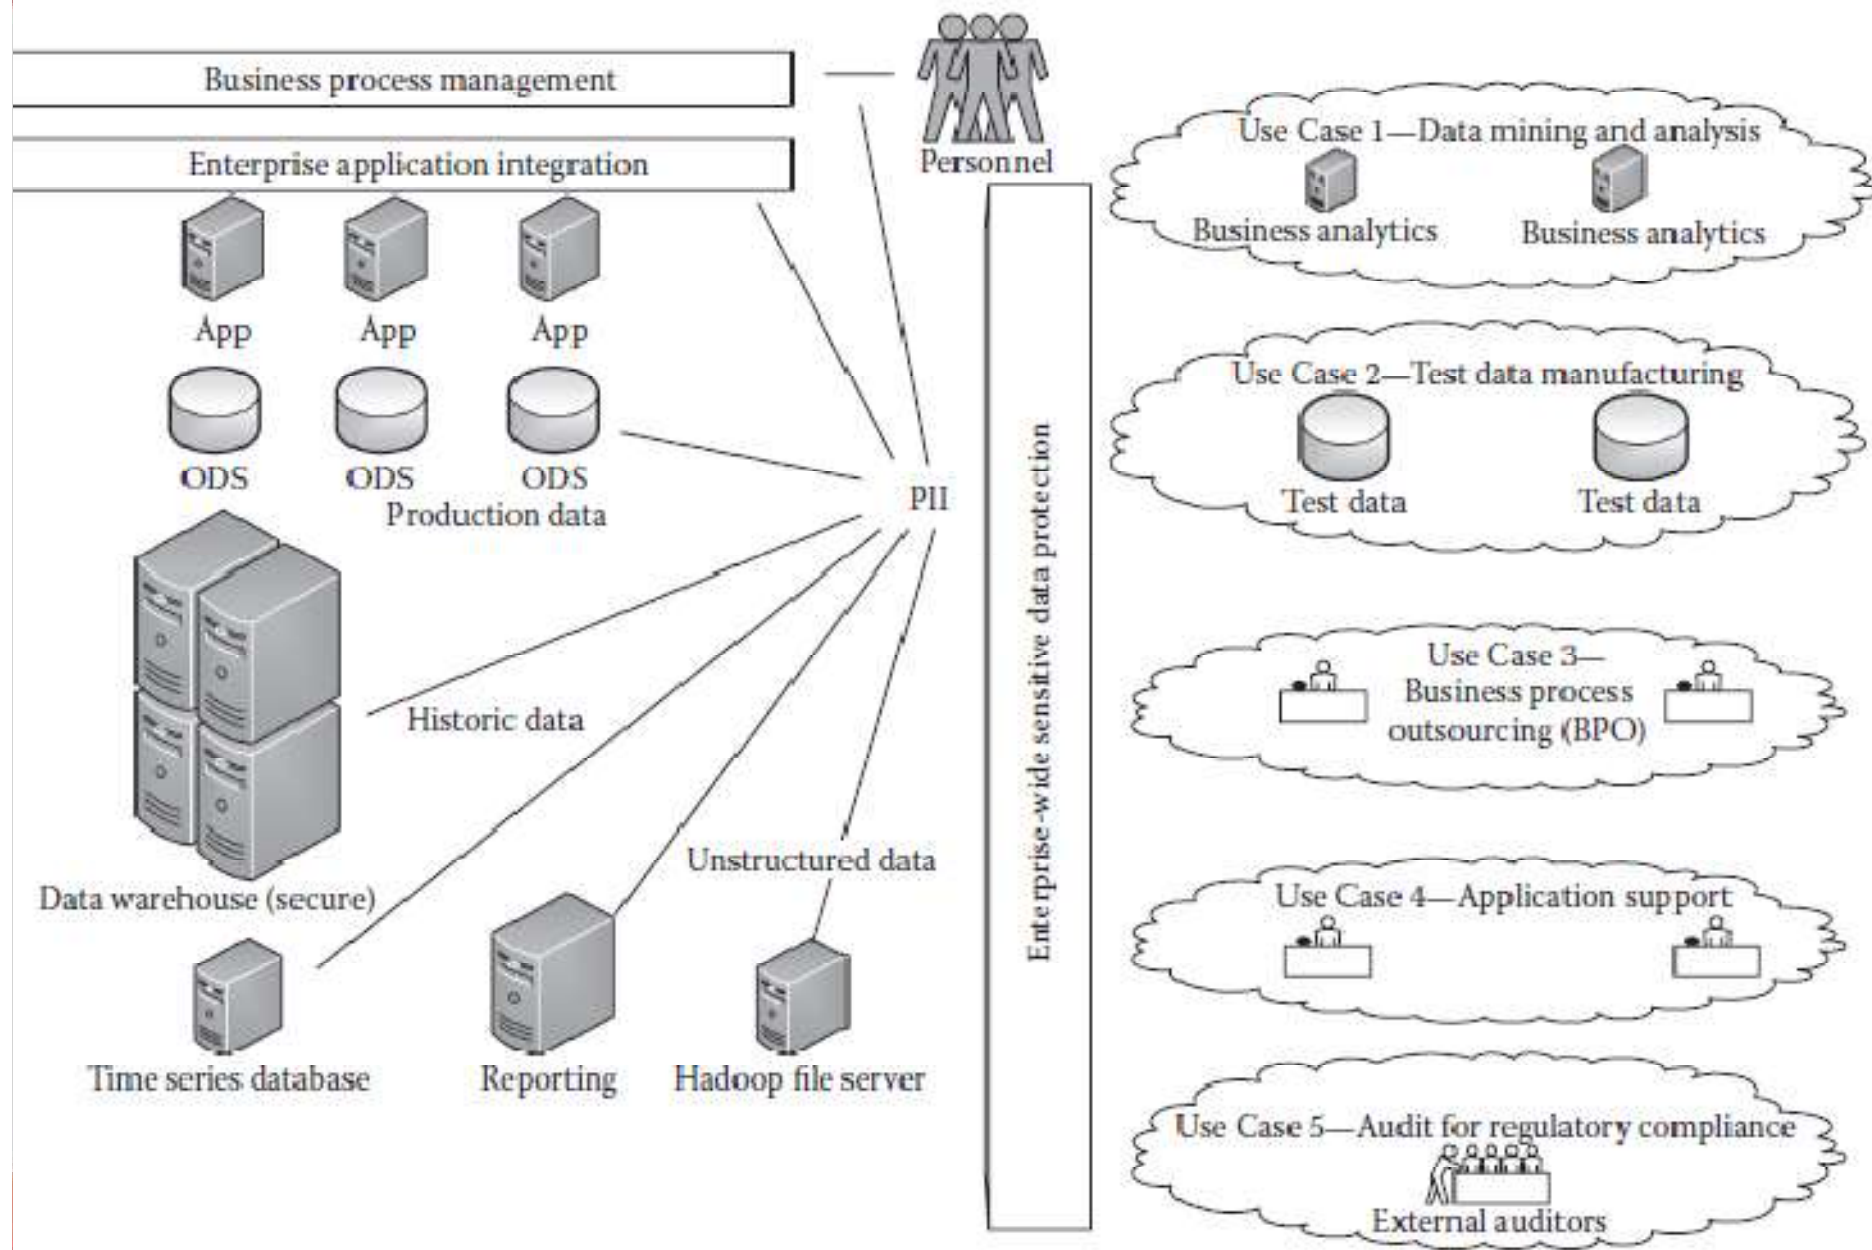 Business process management
Enterprise application integration
Personnel
App
App
App
ODS
ODS
ODS
Production data
PII
Historic data
Data warehouse (secure)
Unstructured data
Time series database
Reporting
Hadoop file server
Enterprise-wide sensitive data protection
Use Case 1—Data mining and analysis
Business analytics
Business analytics
Use Case 2—Test data manufacturing
Test data
Test data
Use Case 3—
Business process
outsourcing (BPO)
Use Case 4—Application support
Use Case 5—Audit for regulatory compliance
External auditors